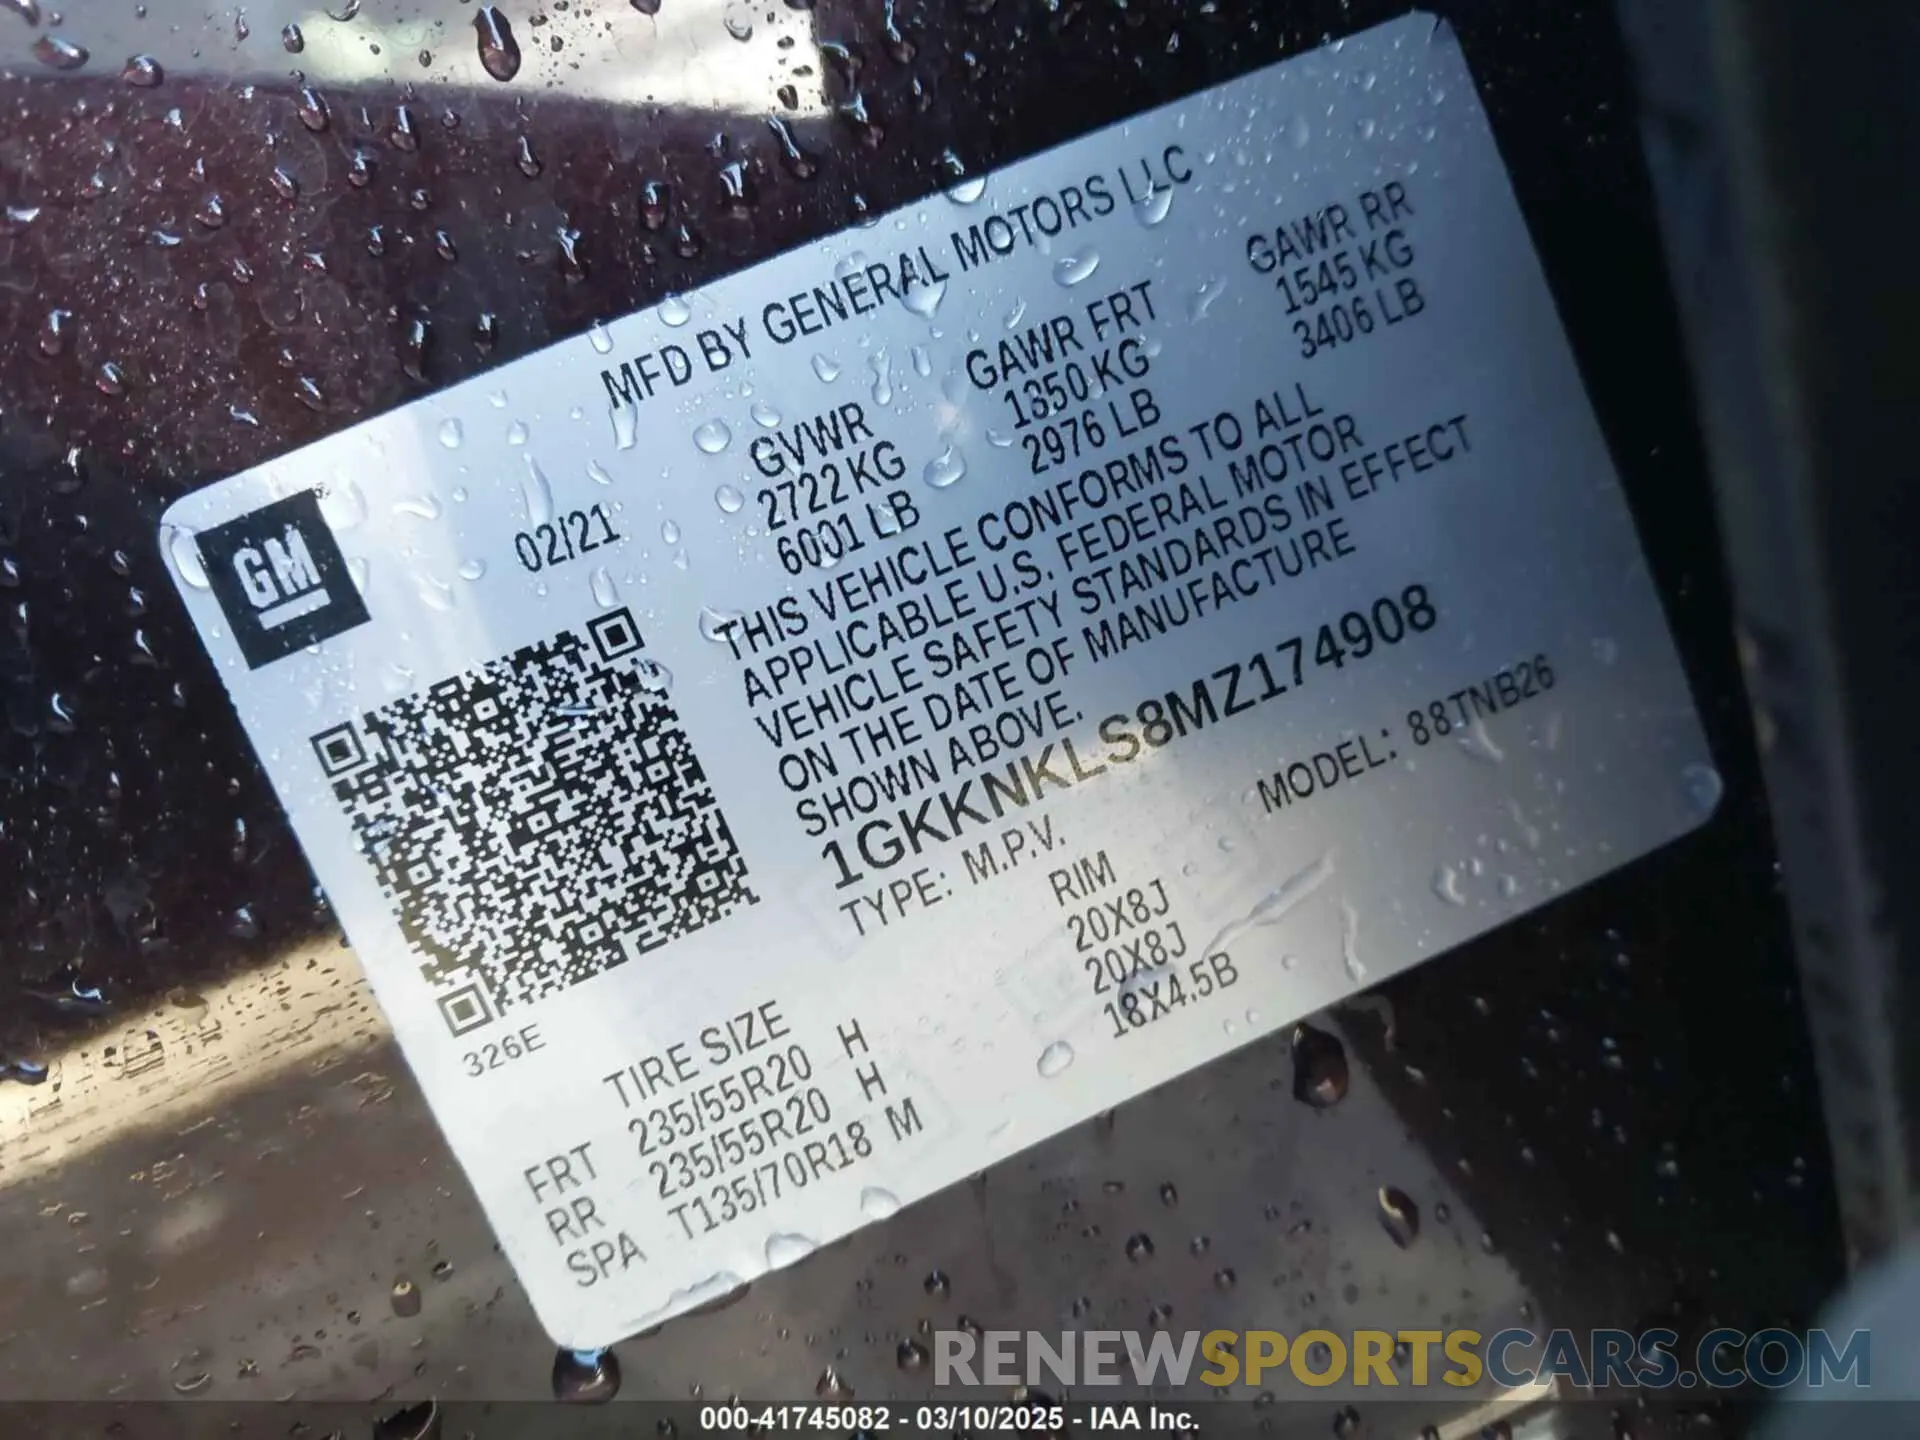 MFD BY GENERAL MOTORS LLC
GM 02/21 GVWR GAWR FRT GAWR RR
2722 KG 1350 KG 1545 KG
6001 LB 2976 LB 3406 LB
THIS VEHICLE CONFORMS TO ALL
APPLICABLE U.S. FEDERAL MOTOR
VEHICLE SAFETY STANDARDS IN EFFECT
ON THE DATE OF MANUFACTURE
SHOWN ABOVE.
1GKKNKLS8MZ174908
TYPE: M.P.V. MODEL: 88TNB26
326E
TIRE SIZE RIM
FRT 235/55R20 H 20X8J
RR 235/55R20 H 20X8J
SPA T135/70R18 M 18X4.5B
RENEWSPORTSCARS.COM
000-41745082 - 03/10/2025 - IAA Inc.